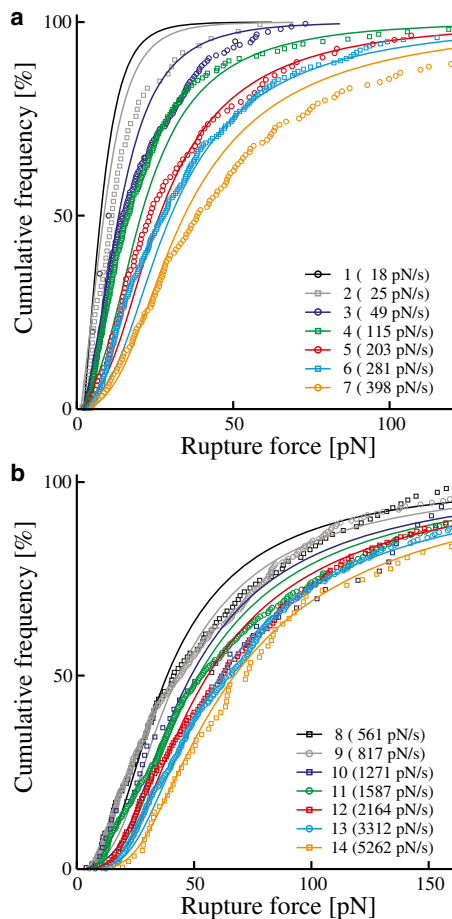 a
100
50
0
Cumulative frequency [%]
1 ( 18 pN/s)
2 ( 25 pN/s)
3 ( 49 pN/s)
4 ( 115 pN/s)
5 ( 203 pN/s)
6 ( 281 pN/s)
7 ( 398 pN/s)
0 50 100
Rupture force [pN]
b
100
50
0
Cumulative frequency [%]
8 ( 561 pN/s)
9 ( 817 pN/s)
10 (1271 pN/s)
11 (1587 pN/s)
12 (2164 pN/s)
13 (3312 pN/s)
14 (5262 pN/s)
0 50 100 150
Rupture force [pN]